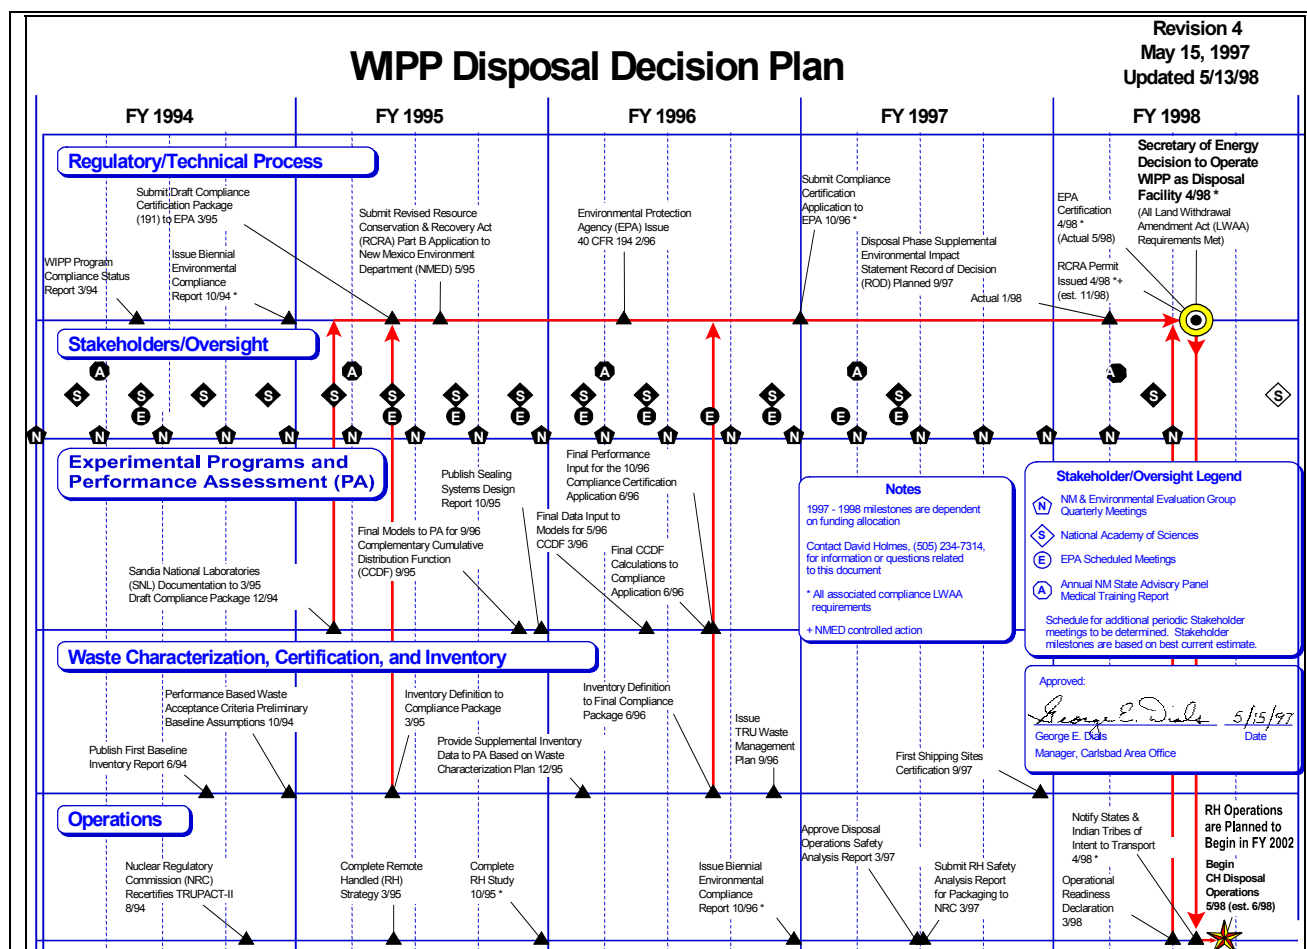 Revision 4
May 15, 1997
Updated 5/13/98
WIPP Disposal Decision Plan
FY 1994
FY 1995
FY 1996
FY 1997
FY 1998
Regulatory/Technical Process
WIPP Program
Compliance Status
Report 3/94
Submit Draft Compliance
Certification Package
(191) to EPA 3/95
Issue Biennial
Environmental
Compliance
Report 10/94 *
Submit Revised Resource
Conservation & Recovery Act
(RCRA) Part B Application to
New Mexico Environment
Department (NMED) 5/95
Environmental Protection
Agency (EPA) Issue
40 CFR 194 2/96
Submit Compliance
Certification
Application to
EPA 10/96 *
Disposal Phase Supplemental
Environmental Impact
Statement Record of Decision
(ROD) Planned 9/97
Actual 1/98
EPA
Certification
4/98 *
(Actual 5/98)
RCRA Permit
Issued 4/98 *+
(est. 11/98)
Secretary of Energy
Decision to Operate
WIPP as Disposal
Facility 4/98 *
(All Land Withdrawal
Amendment Act (LWAA)
Requirements Met)
Stakeholders/Oversight
A A A A A
S S S S S S S S S S S S S S S
E E E E E E E E E E
N N N N N N N N N N N N N N N N N N N
Experimental Programs and
Performance Assessment (PA)
Sandia National Laboratories
(SNL) Documentation to 3/95
Draft Compliance Package 12/94
Final Models to PA for 9/96
Complementary Cumulative
Distribution Function
(CCDF) 9/95
Publish Sealing
Systems Design
Report 10/95
Final Data Input to
Models for 5/96
CCDF 3/96
Final Performance
Input for the 10/96
Compliance Certification
Application 6/96
Final CCDF
Calculations to
Compliance
Application 6/96
Notes
1997 - 1998 milestones are dependent
on funding allocation
Contact David Holmes, (505) 234-7314,
for information or questions related
to this document
* All associated compliance LWAA
requirements
+ NMED controlled action
Stakeholder/Oversight Legend
N NM & Environmental Evaluation Group
Quarterly Meetings
S National Academy of Sciences
E EPA Scheduled Meetings
A Annual NM State Advisory Panel
Medical Training Report
Schedule for additional periodic Stakeholder
meetings to be determined. Stakeholder
milestones are based on best current estimate.
Approved:
George E. Dials 5/15/97
George E. Dials Date
Manager, Carlsbad Area Office
Waste Characterization, Certification, and Inventory
Publish First Baseline
Inventory Report 6/94
Performance Based Waste
Acceptance Criteria Preliminary
Baseline Assumptions 10/94
Inventory Definition to
Compliance Package
3/95
Provide Supplemental Inventory
Data to PA Based on Waste
Characterization Plan 12/95
Inventory Definition
to Final Compliance
Package 6/96
Issue
TRU Waste
Management
Plan 9/96
First Shipping Sites
Certification 9/97
Operations
Nuclear Regulatory
Commission (NRC)
Recertifies TRUPACT-II
8/94
Complete Remote
Handled (RH)
Strategy 3/95
Complete
RH Study
10/95 *
Issue Biennial
Environmental
Compliance
Report 10/96 *
Approve Disposal
Operations Safety
Analysis Report 3/97
Submit RH Safety
Analysis Report
for Packaging to
NRC 3/97
Notify States &
Indian Tribes of
Intent to Transport
4/98 *
Operational
Readiness
Declaration
3/98
RH Operations
are Planned to
Begin in FY 2002
Begin
CH Disposal
Operations
5/98 (est. 6/98)